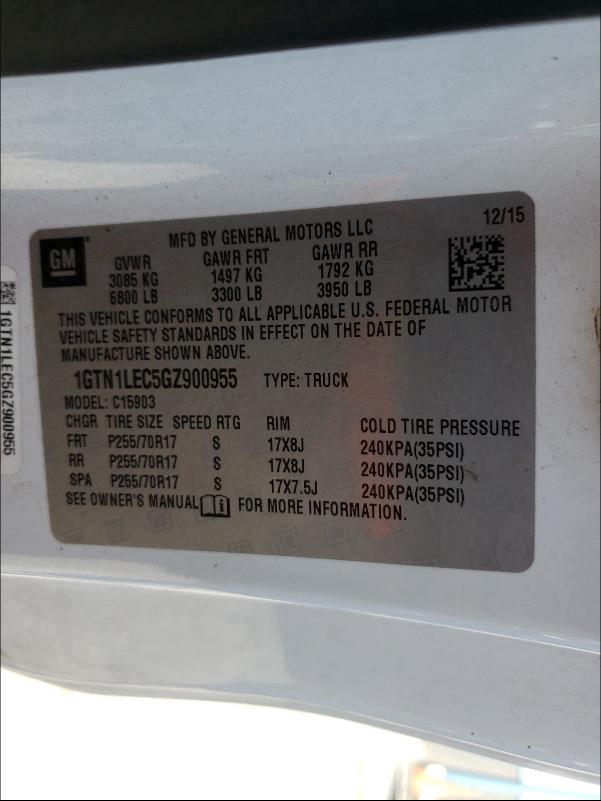 12/15
GM
MFD BY GENERAL MOTORS LLC
GVWR GAWR FRT GAWR RR
3085 KG 1497 KG 1792 KG
6800 LB 3300 LB 3950 LB
THIS VEHICLE CONFORMS TO ALL APPLICABLE U.S. FEDERAL MOTOR
VEHICLE SAFETY STANDARDS IN EFFECT ON THE DATE OF
MANUFACTURE SHOWN ABOVE.
1GTN1LEC5GZ900955 TYPE: TRUCK
MODEL: C15903
CHGR TIRE SIZE SPEED RTG RIM COLD TIRE PRESSURE
FRT P255/70R17 S 17X8J 240KPA(35PSI)
RR P255/70R17 S 17X8J 240KPA(35PSI)
SPA P255/70R17 S 17X7.5J 240KPA(35PSI)
SEE OWNER'S MANUAL FOR MORE INFORMATION.
1GTN1LEC5GZ900955